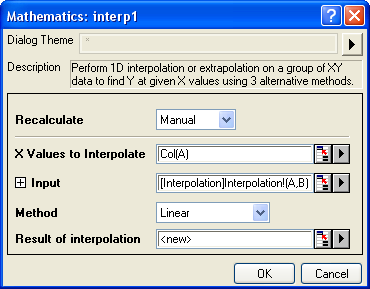 Mathematics: interp1
Dialog Theme *
Description Perform 1D interpolation or extrapolation on a group of XY
data to find Y at given X values using 3 alternative methods.
Recalculate Manual
X Values to Interpolate Col(A)
Input [Interpolation]Interpolation!(A,B)
Method Linear
Result of interpolation <new>
OK Cancel